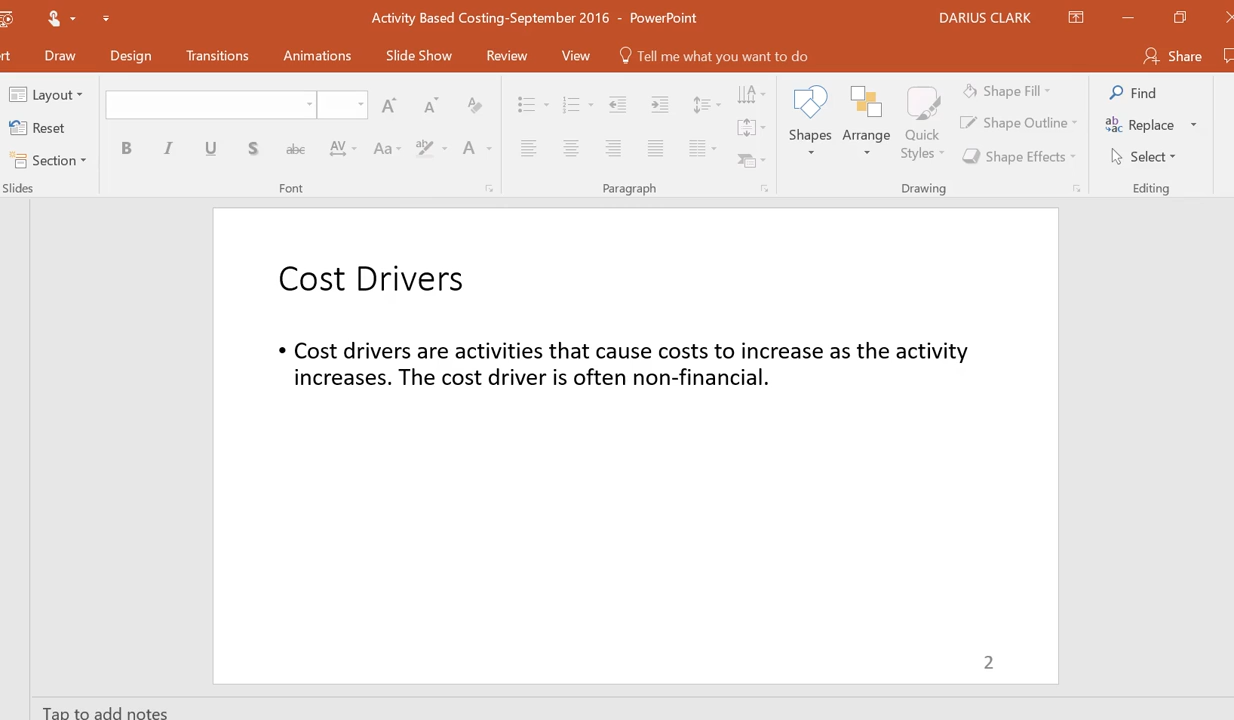 Activity Based Costing-September 2016 - PowerPoint
DARIUS CLARK
Draw
Design
Transitions
Animations
Slide Show
Review
View
Tell me what you want to do
Share
Layout
Reset
Section
Slides
Font
Paragraph
Shapes
Arrange
Quick
Styles
Shape Fill
Shape Outline
Shape Effects
Drawing
Find
Replace
Select
Editing
Cost Drivers
• Cost drivers are activities that cause costs to increase as the activity
increases. The cost driver is often non-financial.
2
Tap to add notes